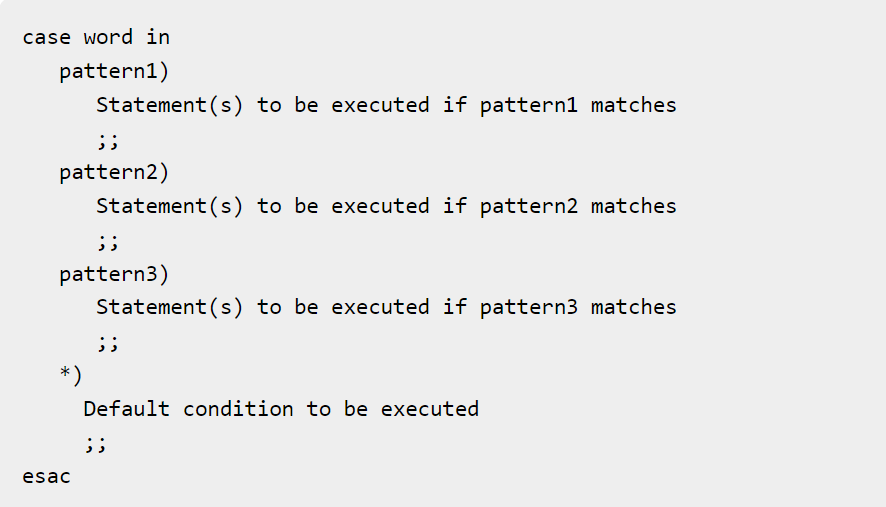 case word in
   pattern1)
      Statement(s) to be executed if pattern1 matches
      ;;
   pattern2)
      Statement(s) to be executed if pattern2 matches
      ;;
   pattern3)
      Statement(s) to be executed if pattern3 matches
      ;;
   *)
     Default condition to be executed
     ;;
esac